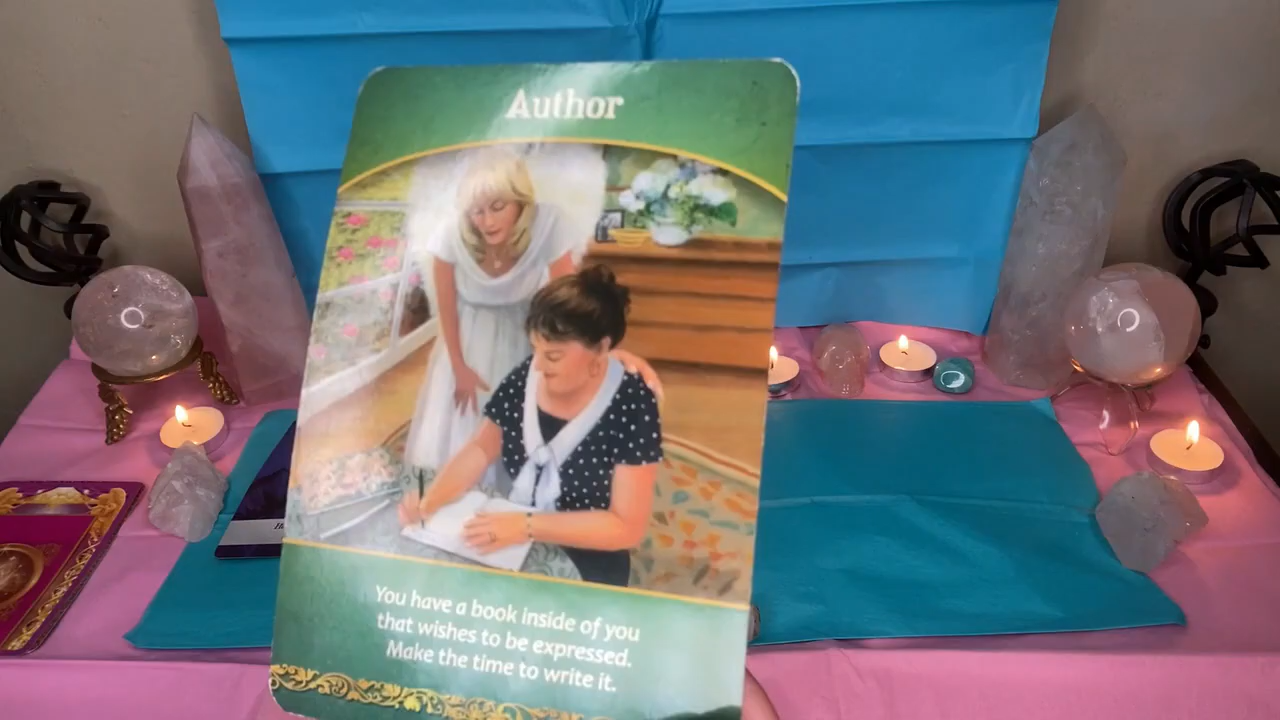 Author
You have a book inside of you
that wishes to be expressed.
Make the time to write it.